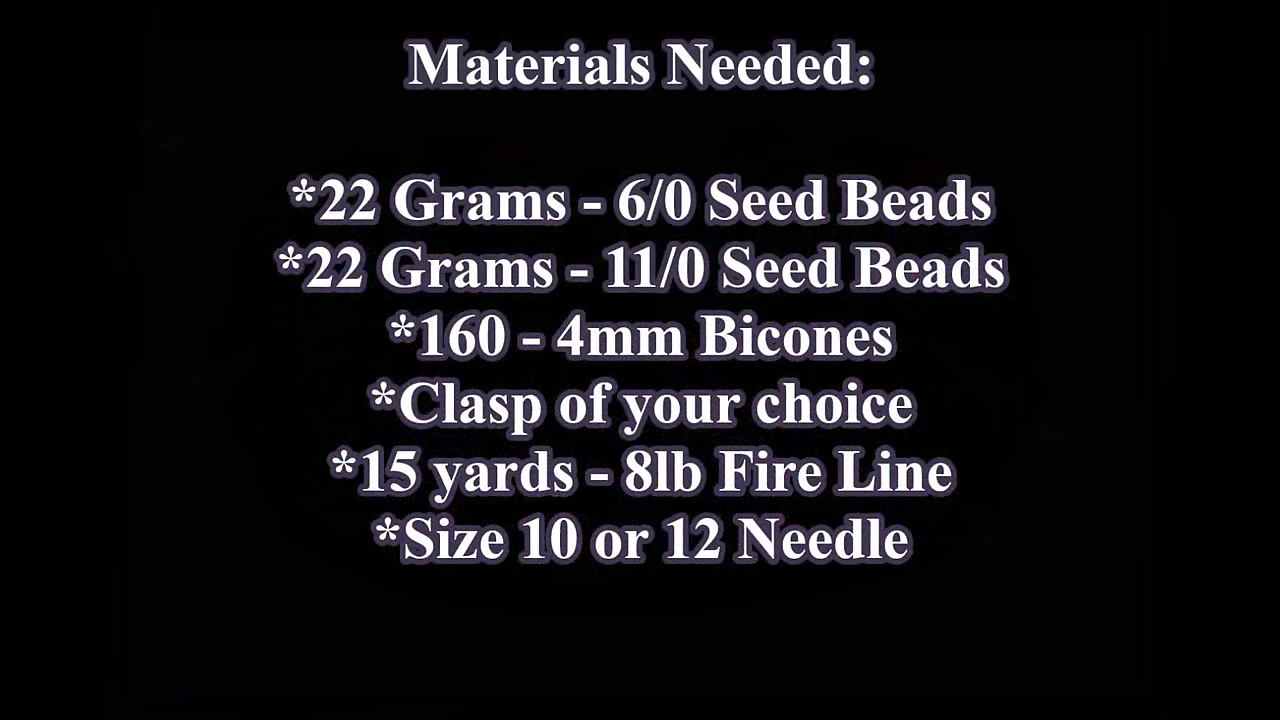 Materials Needed:
*22 Grams - 6/0 Seed Beads
*22 Grams - 11/0 Seed Beads
*160 - 4mm Bicones
*Clasp of your choice
*15 yards - 8lb Fire Line
*Size 10 or 12 Needle